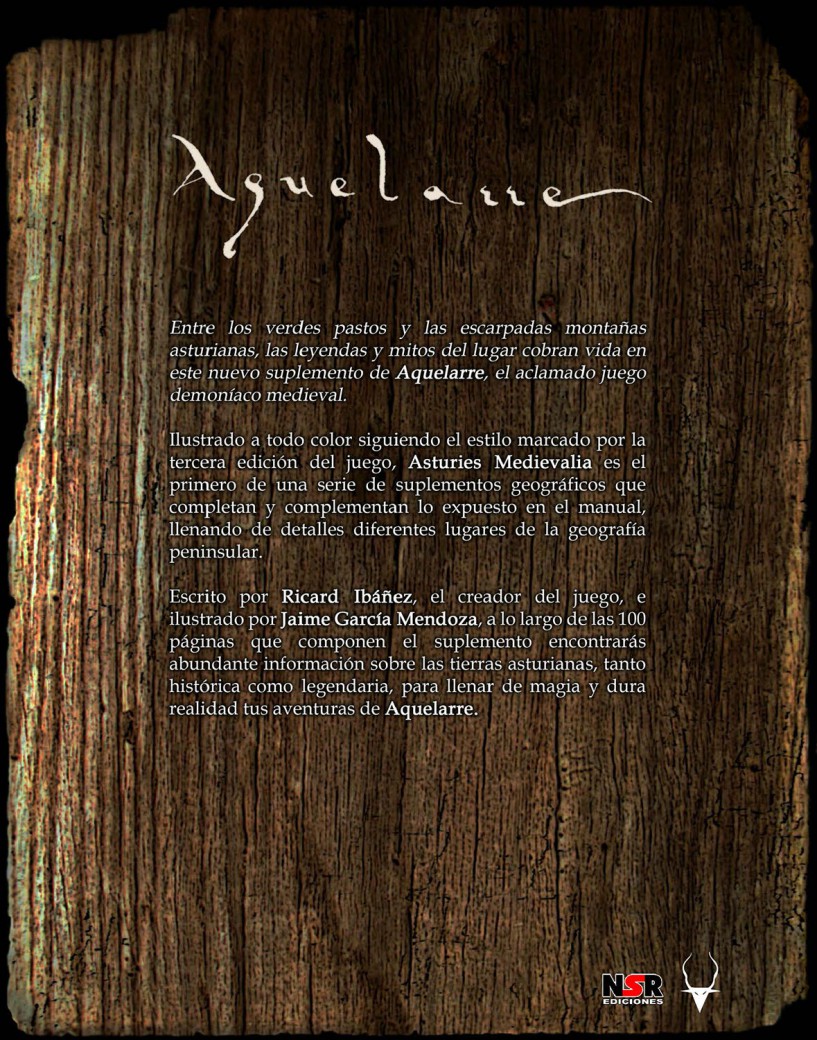 Aquelarre
Entre los verdes pastos y las escarpadas montañas
asturianas, las leyendas y mitos del lugar cobran vida en
este nuevo suplemento de Aquelarre, el aclamado juego
demoníaco medieval.
Ilustrado a todo color siguiendo el estilo marcado por la
tercera edición del juego, Asturies Medievalia es el
primero de una serie de suplementos geográficos que
completan y complementan lo expuesto en el manual,
llenando de detalles diferentes lugares de la geografía
peninsular.
Escrito por Ricard Ibáñez, el creador del juego, e
ilustrado por Jaime García Mendoza, a lo largo de las 100
páginas que componen el suplemento encontrarás
abundante información sobre las tierras asturianas, tanto
histórica como legendaria, para llenar de magia y dura
realidad tus aventuras de Aquelarre.
NSR
EDICIONES